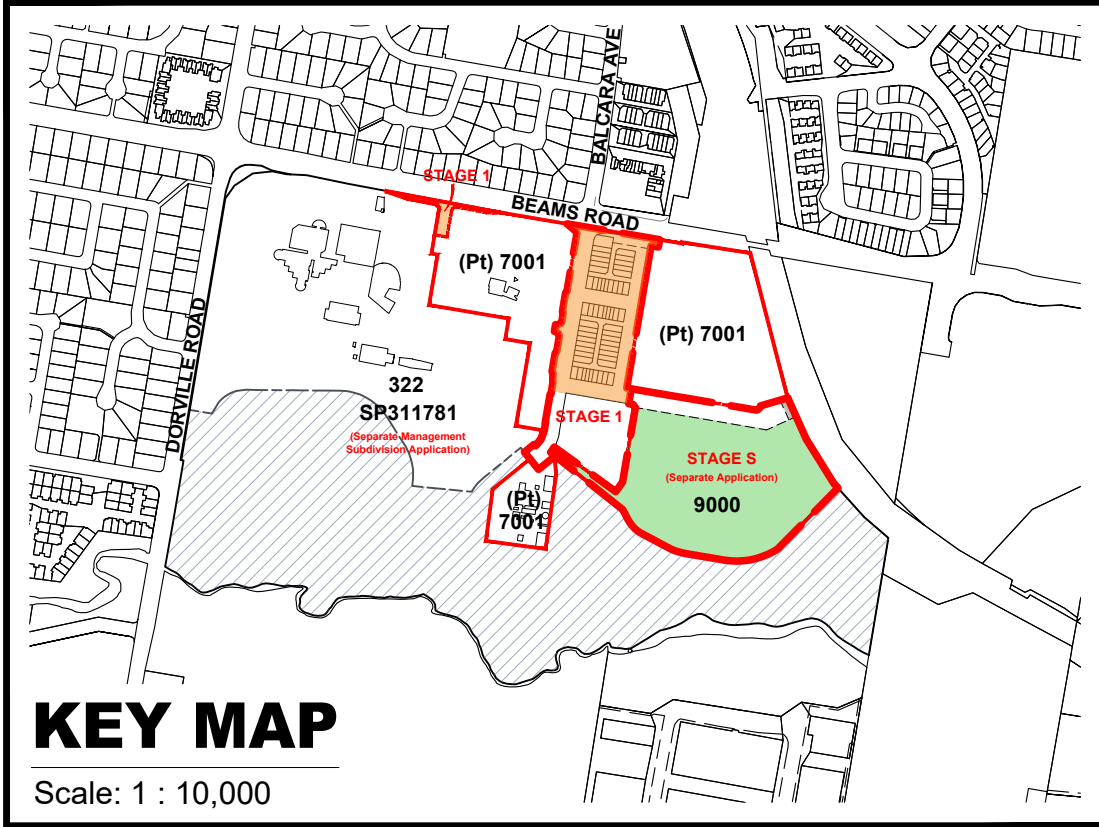 BALCARA AVE
STAGE 1
BEAMS ROAD
(Pt) 7001
(Pt) 7001
DORVILLE ROAD
322
SP311781
(Separate Management
Subdivision Application)
STAGE 1
STAGE S
(Separate Application)
9000
(Pt)
7001
KEY MAP
Scale: 1 : 10,000